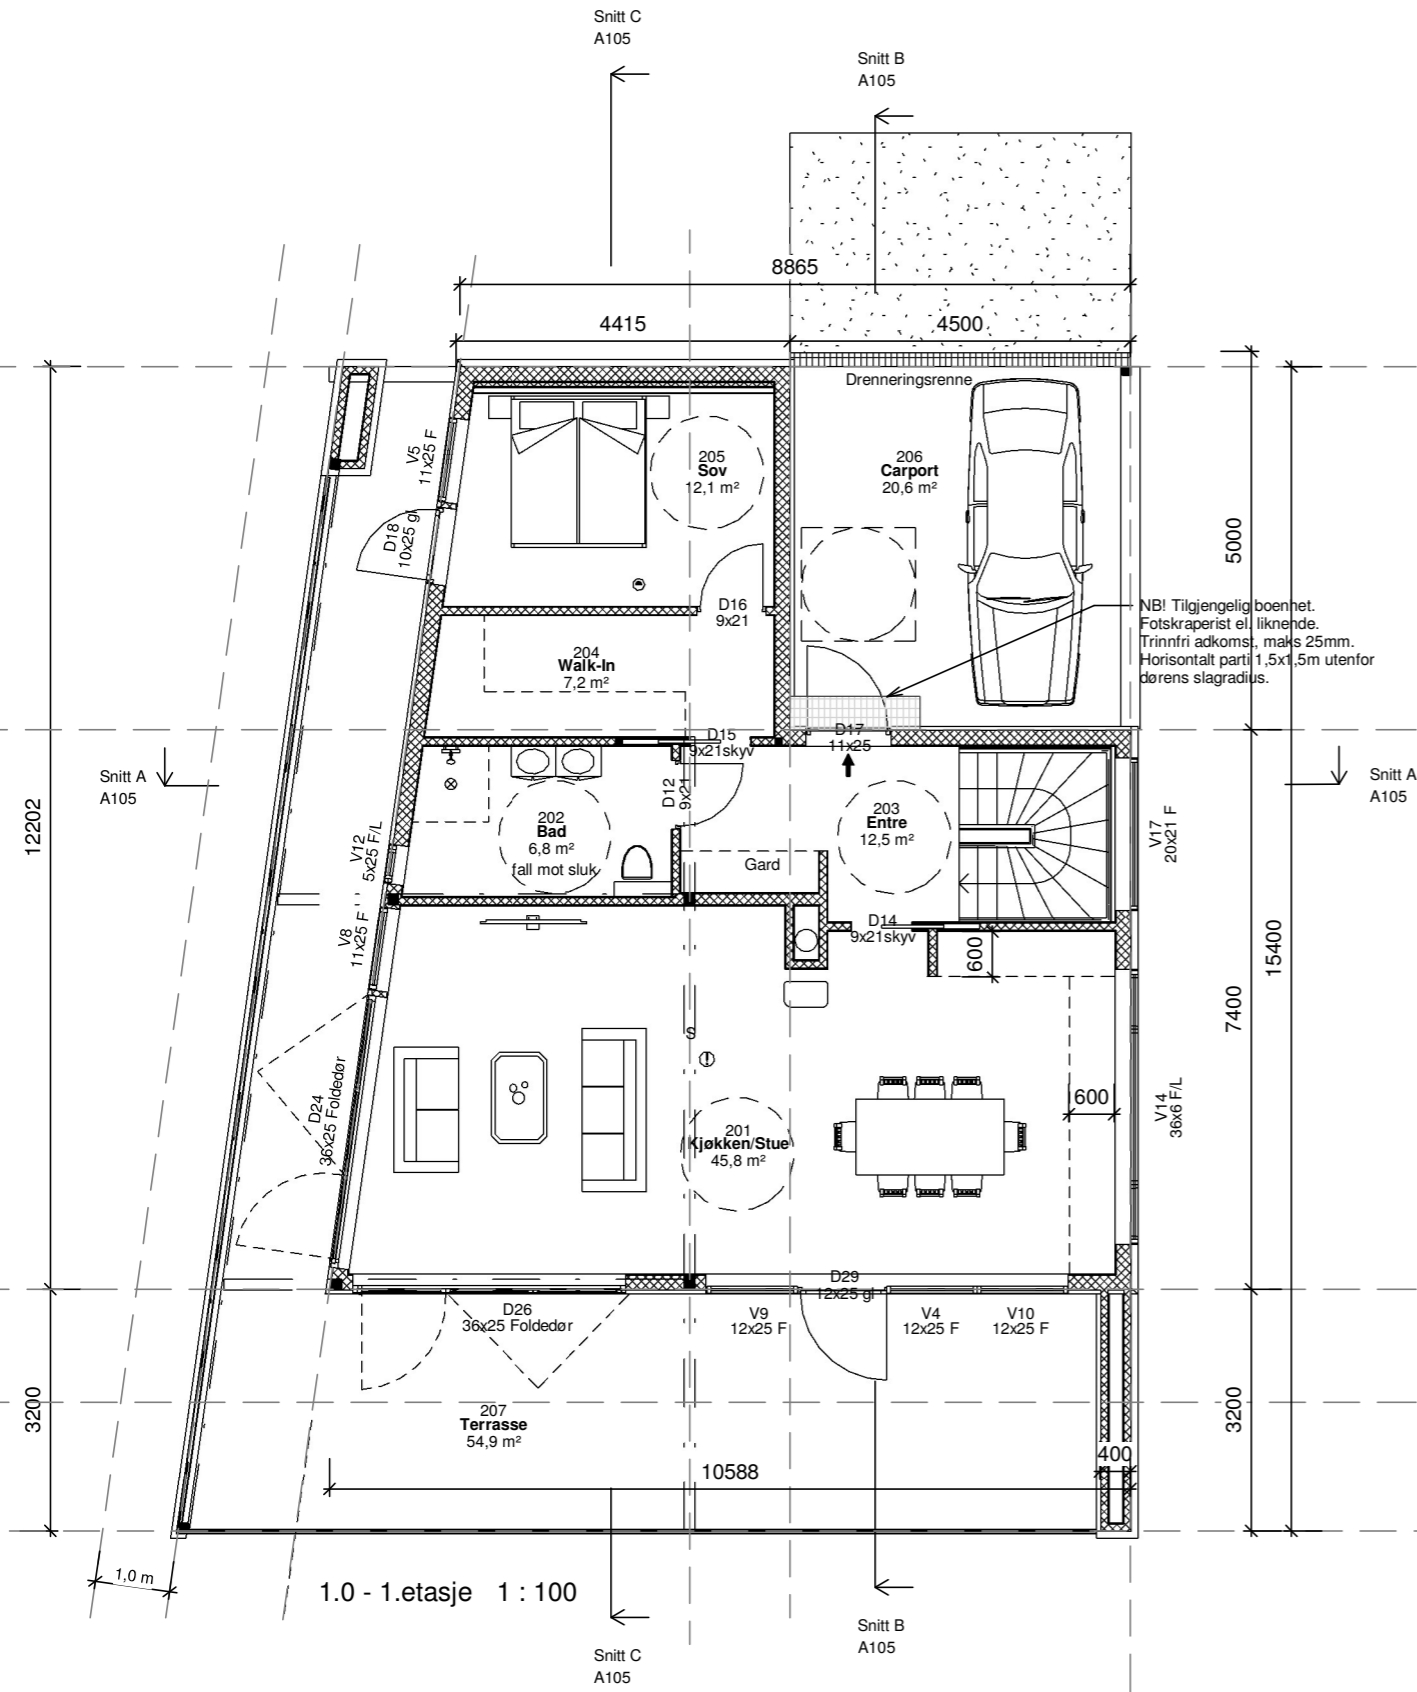 Snitt C
A105
Snitt B
A105
8865
4415
4500
Drenneringsrenne
V5
11x25 F
205
Sov
12,1 m²
206
Carport
20,6 m²
D18
10x25 gl
5000
D16
9x21
NB! Tilgjengelig boenhet.
Fotskraperist el. liknende.
Trinnfri adkomst, maks 25mm.
Horisontalt parti 1,5x1,5m utenfor
dørens slagradius.
204
Walk-In
7,2 m²
D15
9x21skyv
D17
11x25
Snitt A
A105
Snitt A
A105
D12
9x21
202
Bad
6,8 m²
fall mot sluk
203
Entre
12,5 m²
V17
20x21 F
12202
V12
5x25 F/L
Gard
V8
11x25 F
D14
9x21skyv
600
15400
7400
S
D24
36x25 Foldedør
600
V14
36x6 F/L
201
Kjøkken/Stue
45,8 m²
D29
12x25 gl
D26
36x25 Foldedør
V9
12x25 F
V4
12x25 F
V10
12x25 F
3200
3200
207
Terrasse
54,9 m²
400
10588
1,0 m
1.0 - 1.etasje 1 : 100
Snitt B
A105
Snitt C
A105